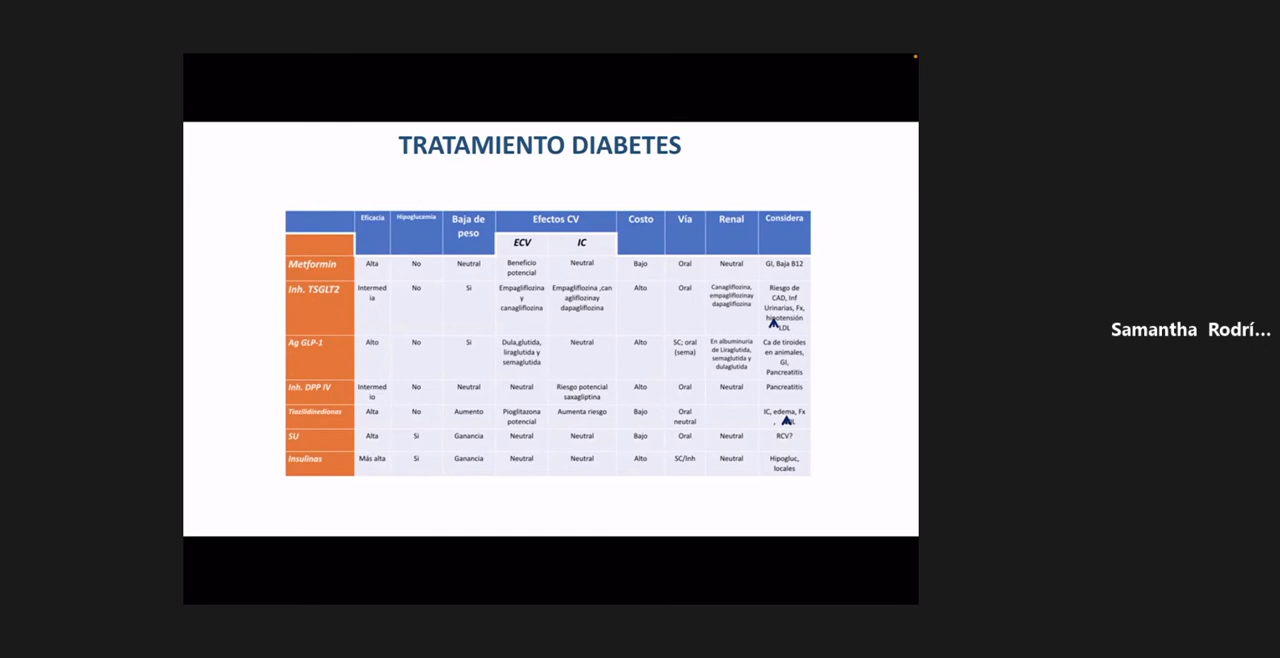 TRATAMIENTO DIABETES
Eficacia Hipoglucemia Baja de peso Efectos CV Costo Vía Renal Considera
ECV IC
Metformin Alta No Neutral Beneficio potencial Neutral Bajo Oral Neutral GI, Baja B12
Inh. TSGLT2 Intermedia No Si Empagliflozina y canagliflozina Empagliflozina ,canagliflozinay dapagliflozina Alto Oral Canagliflozina, empagliflozinay dapagliflozina Riesgo de CAD, Inf Urinarias, Fx, hipotensión LDL
Ag GLP-1 Alto No Si Dula,glutida, liraglutida y semaglutida Neutral Alto SC; oral (sema) En albuminuria de Liraglutida, semaglutida y dulaglutida Ca de tiroides en animales, GI, Pancreatitis
Inh. DPP IV Intermedio No Neutral Neutral Riesgo potencial saxagliptina Alto Oral Neutral Pancreatitis
Tiazilidinedionas Alta No Aumento Pioglitazona potencial Aumenta riesgo Bajo Oral neutral IC, edema, Fx ,
SU Alta Si Ganancia Neutral Neutral Bajo Oral Neutral RCV?
Insulinas Más alta Si Ganancia Neutral Neutral Alto SC/Inh Neutral Hipogluc, locales
Samantha Rodrí...